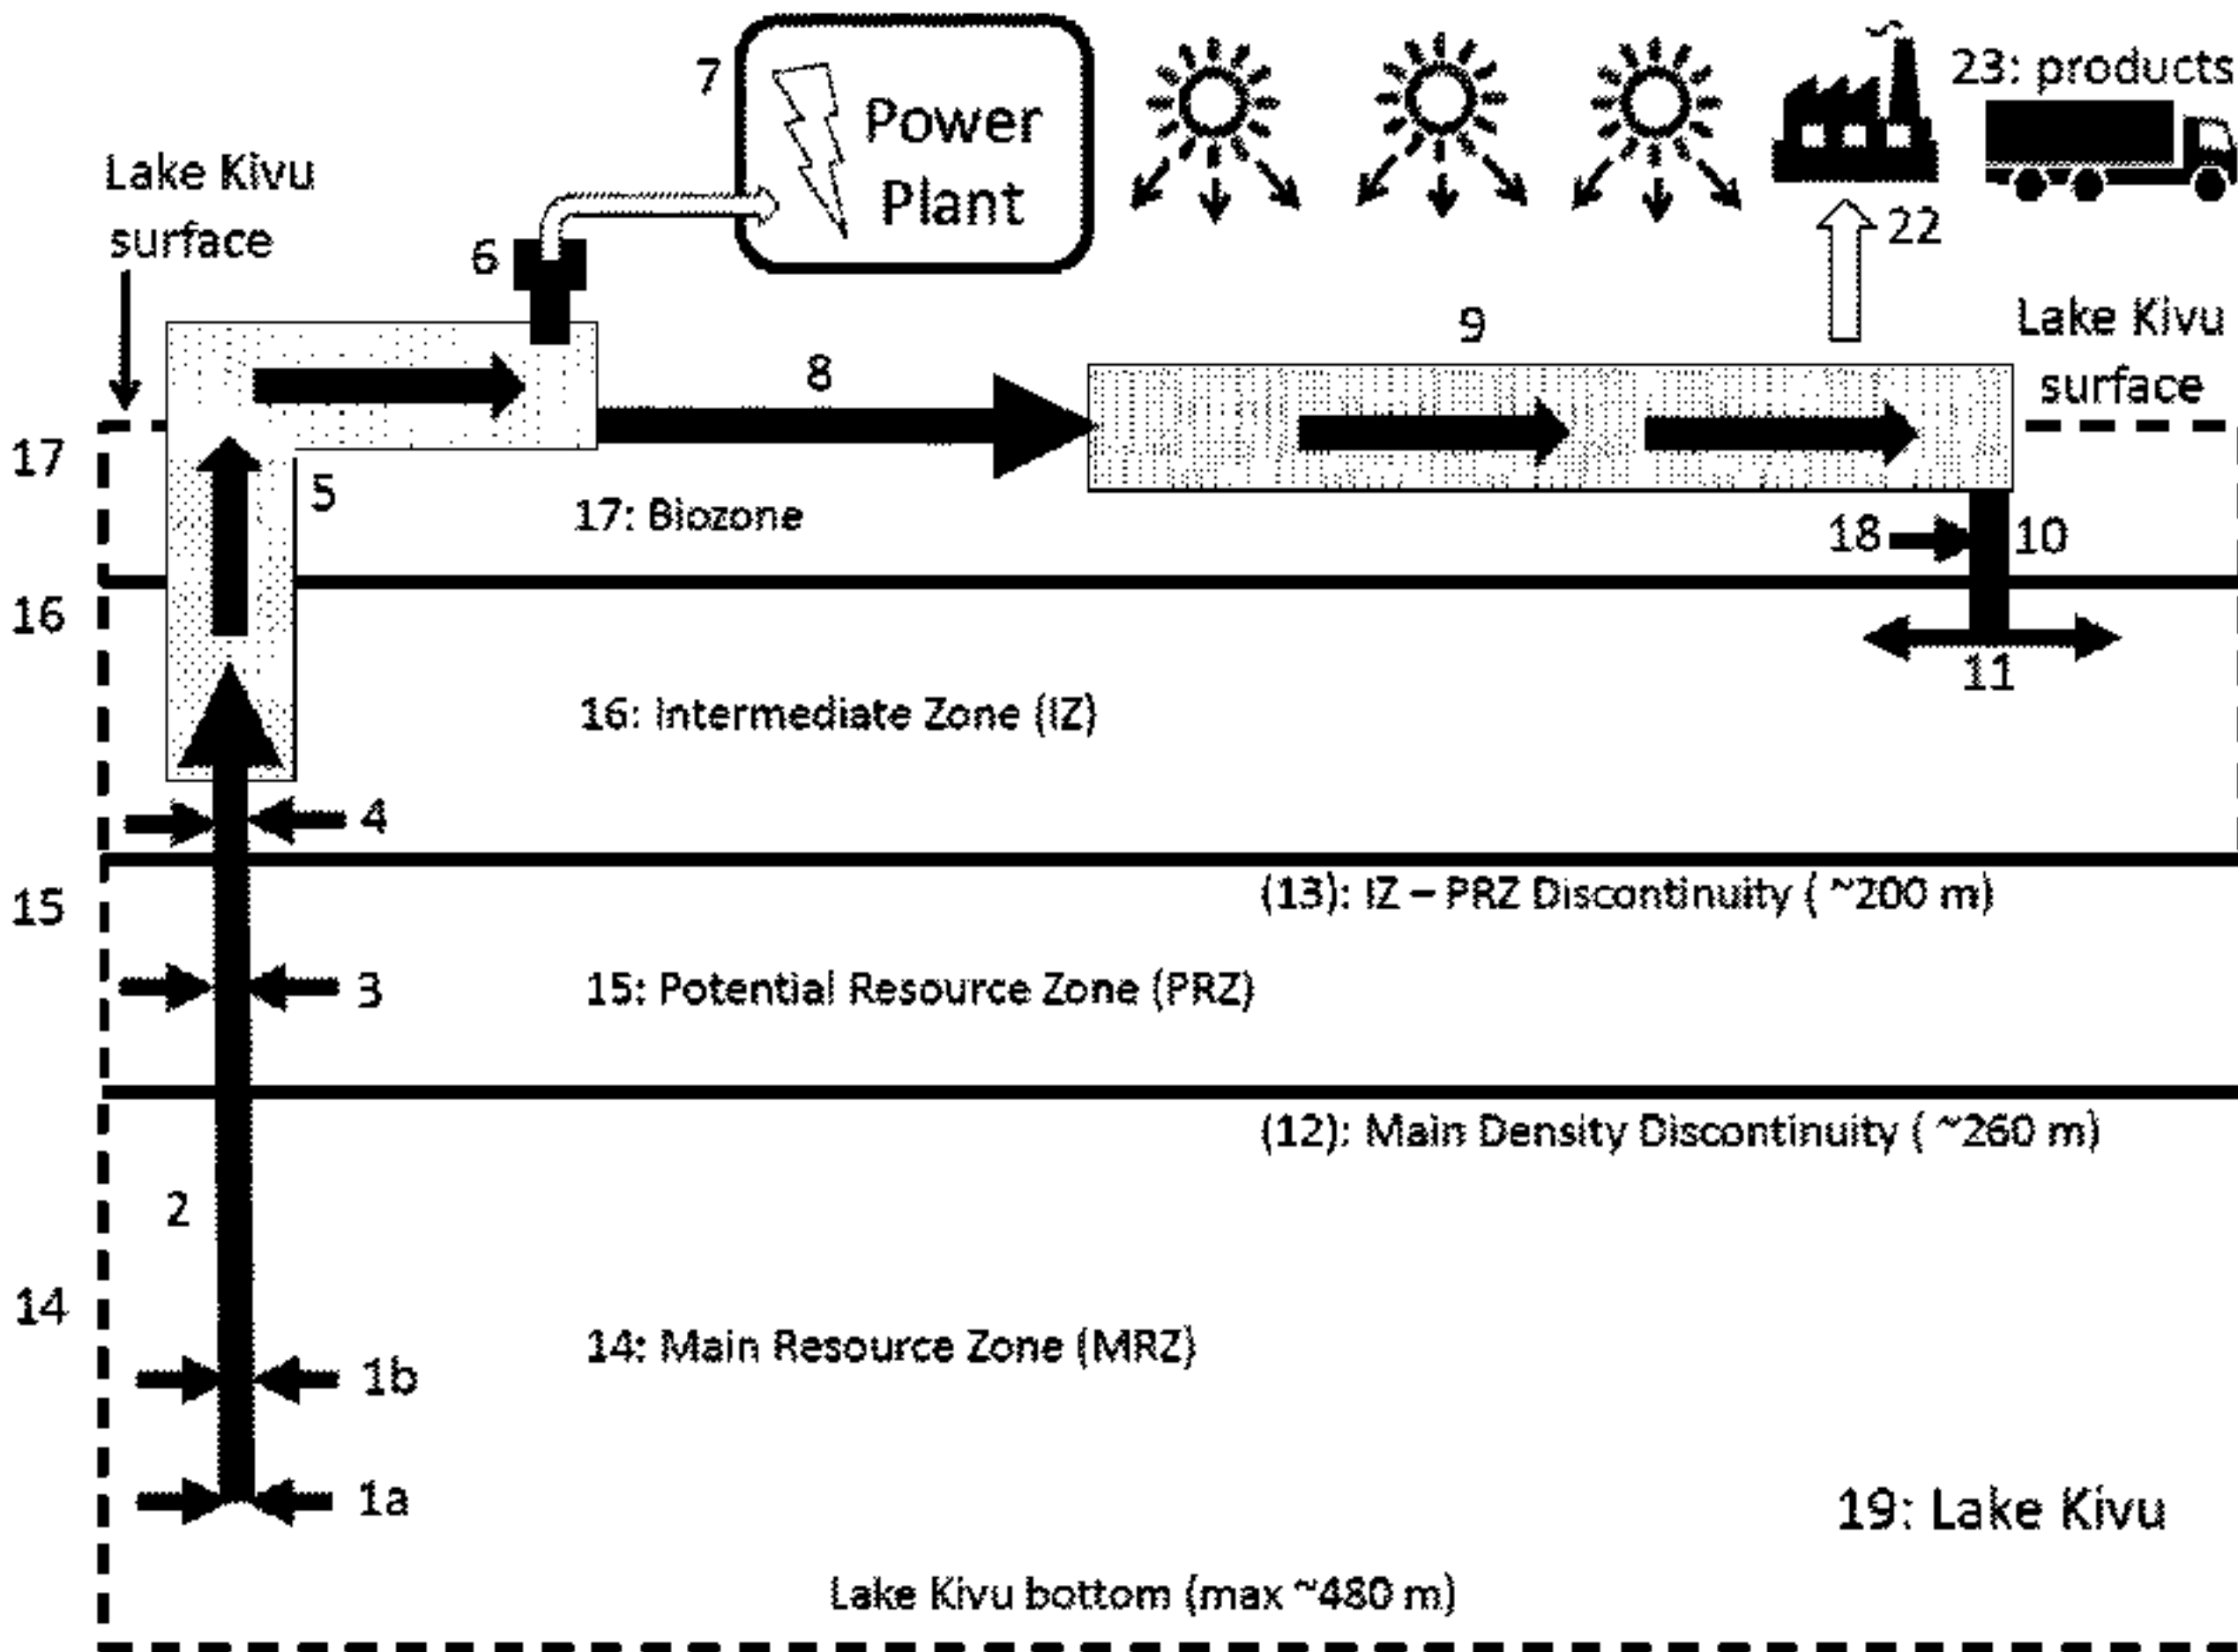 7
Power
Plant
23: products
Lake Kivu
surface
6
22
8
9
Lake Kivu
surface
17
5
17: Biozone
18
10
16
11
16: Intermediate Zone (IZ)
4
(13): IZ – PRZ Discontinuity ( ~200 m)
15
3
15: Potential Resource Zone (PRZ)
(12): Main Density Discontinuity ( ~260 m)
2
14
14: Main Resource Zone (MRZ)
1b
1a
19: Lake Kivu
Lake Kivu bottom (max ~480 m)